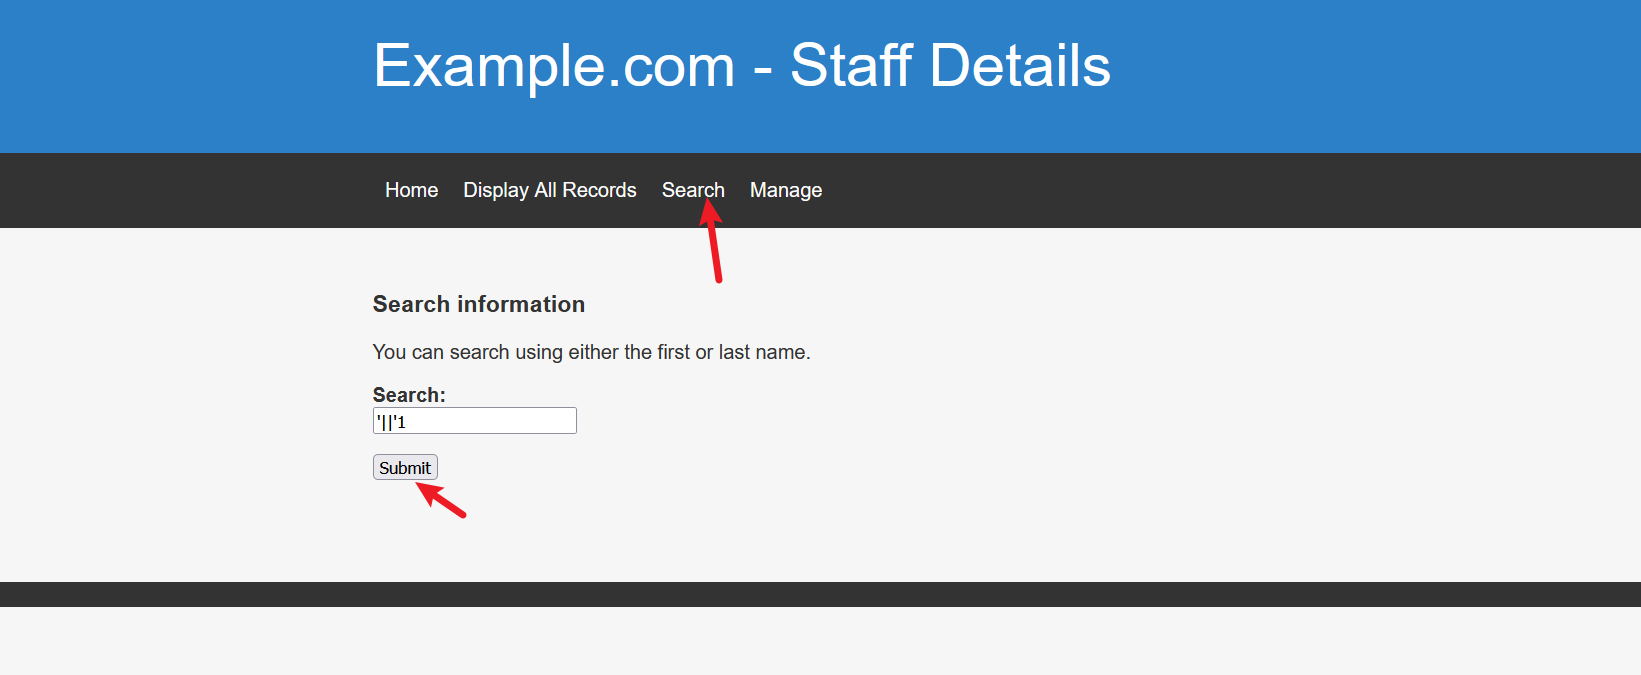 Example.com - Staff Details
Home Display All Records Search Manage
Search information
You can search using either the first or last name.
Search:
'||'1
Submit